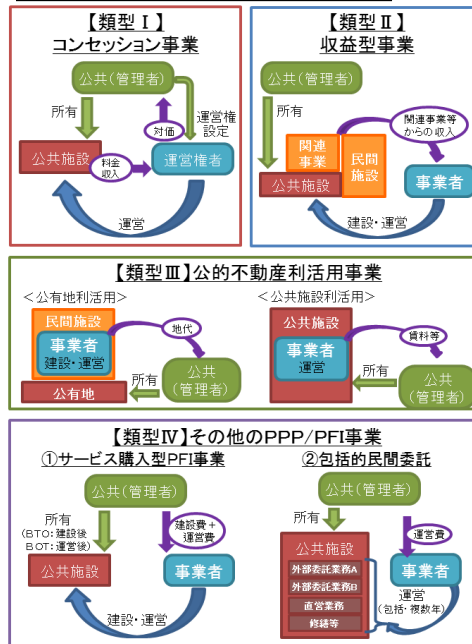 【類型Ⅰ】
コンセッション事業
公共(管理者)
所有
対価
運営権
設定
公共施設
料金
収入
運営権者
運営
【類型Ⅱ】
収益型事業
公共(管理者)
所有
関連事業等
からの収入
関連
事業
民間
施設
公共施設
事業者
建設・運営
【類型Ⅲ】公的不動産利活用事業
<公有地利活用>
民間施設
事業者
建設・運営
地代
公有地
所有
公共
(管理者)
<公共施設利活用>
公共施設
事業者
運営
賃料等
所有
公共
(管理者)
【類型Ⅳ】その他のPPP/PFI事業
①サービス購入型PFI事業
公共(管理者)
所有
(BTO:建設後
BOT:運営後)
建設費+
運営費
公共施設
事業者
建設・運営
②包括的民間委託
公共(管理者)
所有
運営費
公共施設
外部委託業務A
外部委託業務B
直営業務
修繕等
事業者
運営
(包括・複数年)